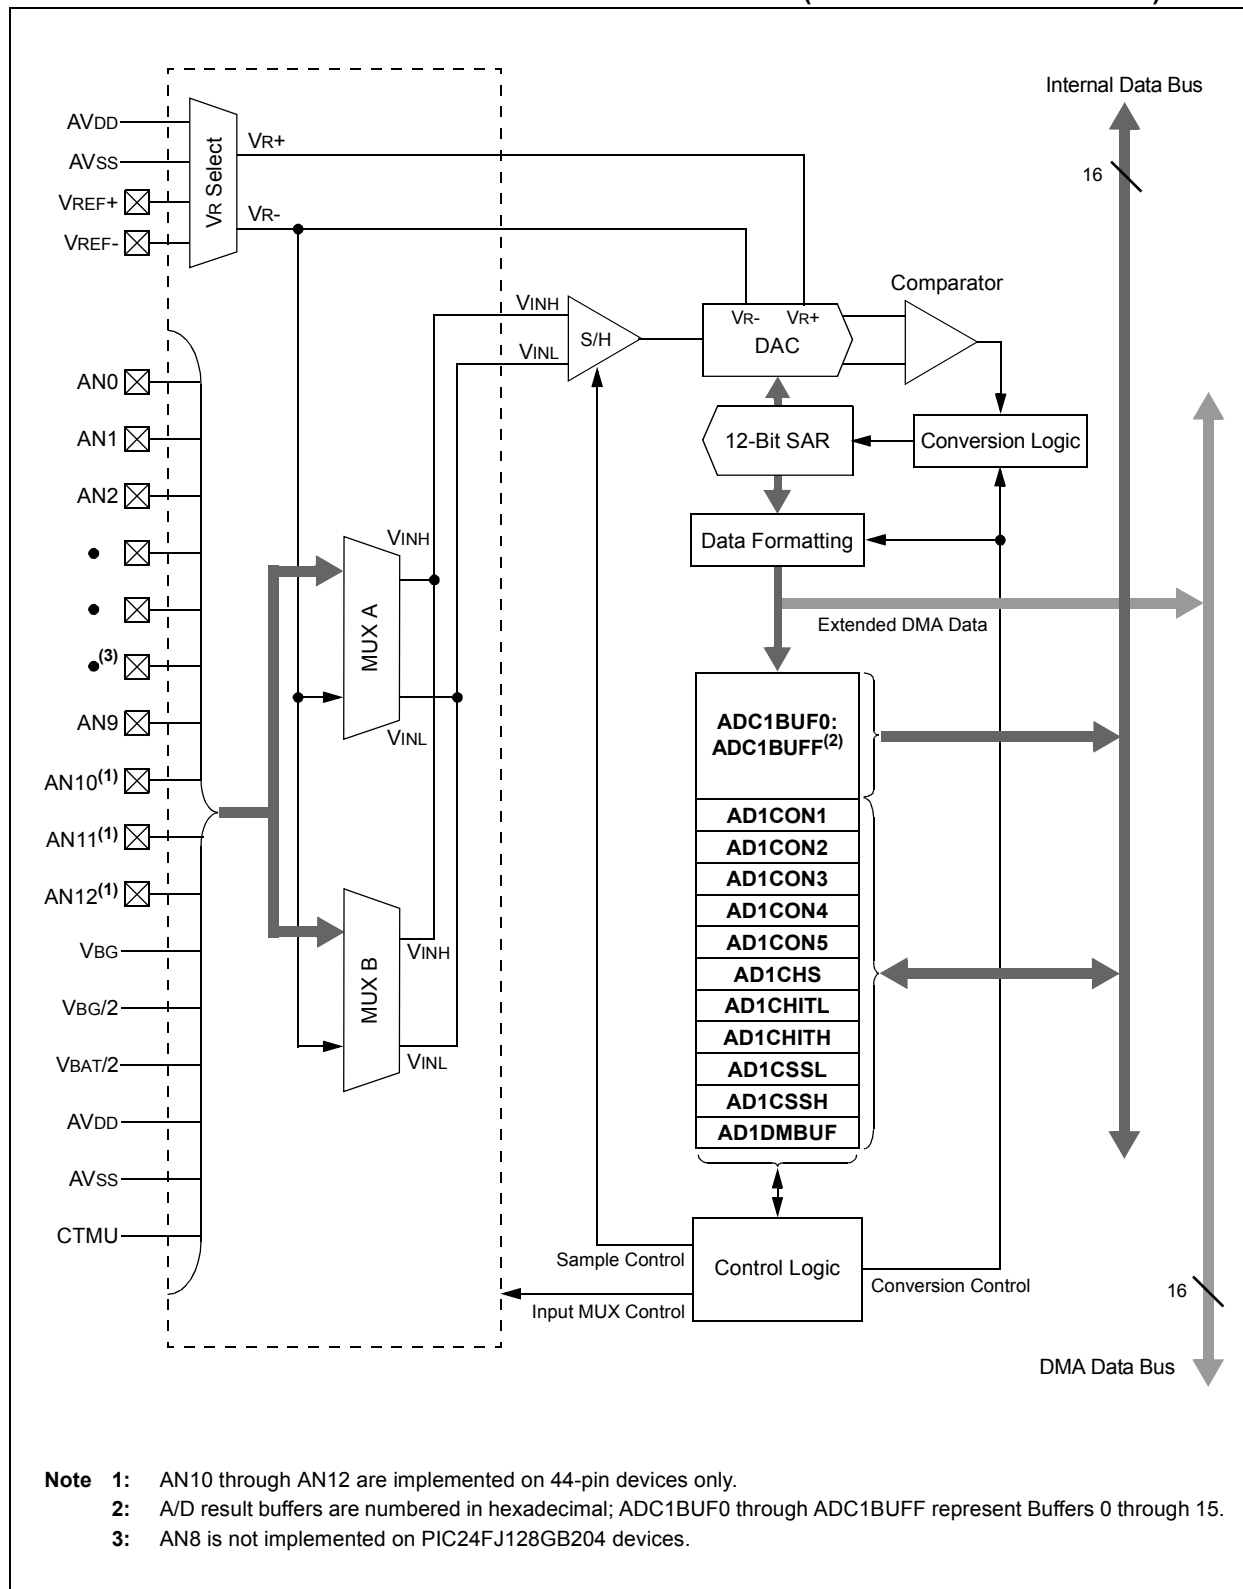 Internal Data Bus
AVDD
AVSS
VREF+
VREF-
VR Select
VR+
VR-
16
Comparator
VINH
VINL
S/H
VR- VR+
DAC
AN0
AN1
AN2
•
•
•(3)
AN9
AN10(1)
AN11(1)
AN12(1)
VBG
VBG/2
VBAT/2
AVDD
AVSS
CTMU
12-Bit SAR
Conversion Logic
Data Formatting
Extended DMA Data
VINH
MUX A
VINL
VINH
MUX B
VINL
ADC1BUF0:
ADC1BUFF(2)
AD1CON1
AD1CON2
AD1CON3
AD1CON4
AD1CON5
AD1CHS
AD1CHITL
AD1CHITH
AD1CSSL
AD1CSSH
AD1DMBUF
Sample Control
Control Logic
Conversion Control
Input MUX Control
16
DMA Data Bus
Note 1: AN10 through AN12 are implemented on 44-pin devices only.
2: A/D result buffers are numbered in hexadecimal; ADC1BUF0 through ADC1BUFF represent Buffers 0 through 15.
3: AN8 is not implemented on PIC24FJ128GB204 devices.